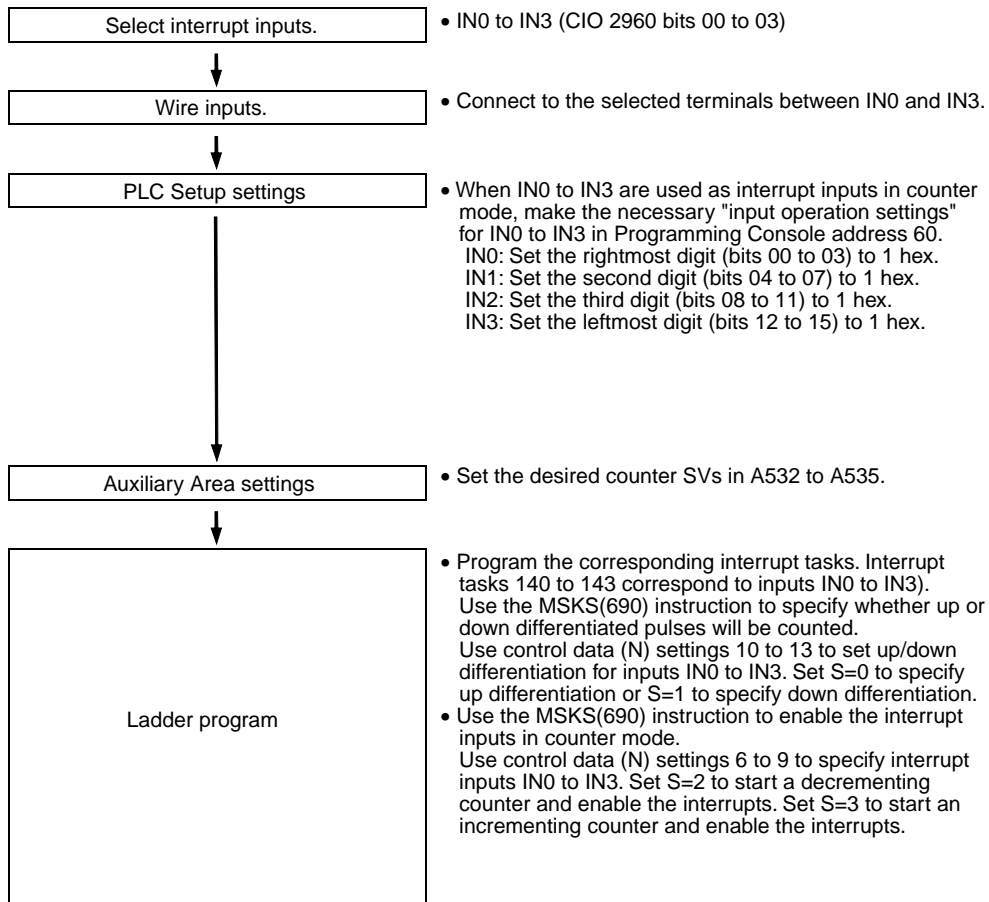 Select interrupt inputs.
• IN0 to IN3 (CIO 2960 bits 00 to 03)
Wire inputs.
• Connect to the selected terminals between IN0 and IN3.
PLC Setup settings
• When IN0 to IN3 are used as interrupt inputs in counter
mode, make the necessary "input operation settings"
for IN0 to IN3 in Programming Console address 60.
IN0: Set the rightmost digit (bits 00 to 03) to 1 hex.
IN1: Set the second digit (bits 04 to 07) to 1 hex.
IN2: Set the third digit (bits 08 to 11) to 1 hex.
IN3: Set the leftmost digit (bits 12 to 15) to 1 hex.
Auxiliary Area settings
• Set the desired counter SVs in A532 to A535.
Ladder program
• Program the corresponding interrupt tasks. Interrupt
tasks 140 to 143 correspond to inputs IN0 to IN3).
Use the MSKS(690) instruction to specify whether up or
down differentiated pulses will be counted.
Use control data (N) settings 10 to 13 to set up/down
differentiation for inputs IN0 to IN3. Set S=0 to specify
up differentiation or S=1 to specify down differentiation.
• Use the MSKS(690) instruction to enable the interrupt
inputs in counter mode.
Use control data (N) settings 6 to 9 to specify interrupt
inputs IN0 to IN3. Set S=2 to start a decrementing
counter and enable the interrupts. Set S=3 to start an
incrementing counter and enable the interrupts.